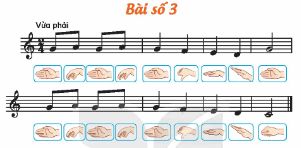 Bài số 3
Vừa phải